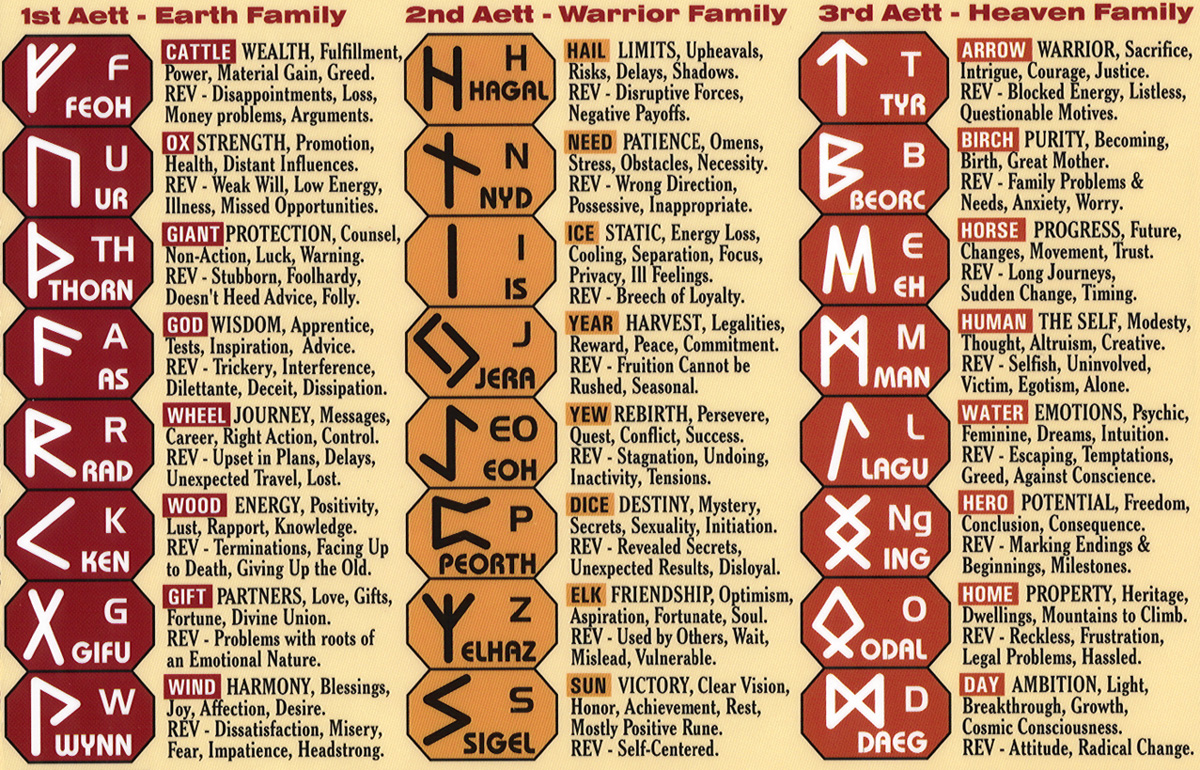 1st Aett - Earth Family
F
FEOH
CATTLE WEALTH, Fulfillment,
Power, Material Gain, Greed.
REV - Disappointments, Loss,
Money problems, Arguments.
U
UR
OX STRENGTH, Promotion,
Health, Distant Influences.
REV - Weak Will, Low Energy,
Illness, Missed Opportunities.
TH
THORN
GIANT PROTECTION, Counsel,
Non-Action, Luck, Warning.
REV - Stubborn, Foolhardy,
Doesn't Heed Advice, Folly.
A
AS
GOD WISDOM, Apprentice,
Tests, Inspiration, Advice.
REV - Trickery, Interference,
Dilettante, Deceit, Dissipation.
R
RAD
WHEEL JOURNEY, Messages,
Career, Right Action, Control.
REV - Upset in Plans, Delays,
Unexpected Travel, Lost.
K
KEN
WOOD ENERGY, Positivity,
Lust, Rapport, Knowledge.
REV - Terminations, Facing Up
to Death, Giving Up the Old.
G
GIFU
GIFT PARTNERS, Love, Gifts,
Fortune, Divine Union.
REV - Problems with roots of
an Emotional Nature.
W
WYNN
WIND HARMONY, Blessings,
Joy, Affection, Desire.
REV - Dissatisfaction, Misery,
Fear, Impatience, Headstrong.
2nd Aett - Warrior Family
H
HAGAL
HAIL LIMITS, Upheavals,
Risks, Delays, Shadows.
REV - Disruptive Forces,
Negative Payoffs.
N
NYD
NEED PATIENCE, Omens,
Stress, Obstacles, Necessity.
REV - Wrong Direction,
Possessive, Inappropriate.
I
IS
ICE STATIC, Energy Loss,
Cooling, Separation, Focus,
Privacy, Ill Feelings.
REV - Breech of Loyalty.
J
JERA
YEAR HARVEST, Legalities,
Reward, Peace, Commitment.
REV - Fruition Cannot be
Rushed, Seasonal.
EO
EOH
YEW REBIRTH, Persevere,
Quest, Conflict, Success.
REV - Stagnation, Undoing,
Inactivity, Tensions.
P
PEORTH
DICE DESTINY, Mystery,
Secrets, Sexuality, Initiation.
REV - Revealed Secrets,
Unexpected Results, Disloyal.
Z
ELHAZ
ELK FRIENDSHIP, Optimism,
Aspiration, Fortunate, Soul.
REV - Used by Others, Wait,
Mislead, Vulnerable.
S
SIGEL
SUN VICTORY, Clear Vision,
Honor, Achievement, Rest,
Mostly Positive Rune.
REV - Self-Centered.
3rd Aett - Heaven Family
T
TYR
ARROW WARRIOR, Sacrifice,
Intrigue, Courage, Justice.
REV - Blocked Energy, Listless,
Questionable Motives.
B
BEORC
BIRCH PURITY, Becoming,
Birth, Great Mother.
REV - Family Problems &
Needs, Anxiety, Worry.
E
EH
HORSE PROGRESS, Future,
Changes, Movement, Trust.
REV - Long Journeys,
Sudden Change, Timing.
M
MAN
HUMAN THE SELF, Modesty,
Thought, Altruism, Creative.
REV - Selfish, Uninvolved,
Victim, Egotism, Alone.
L
LAGU
WATER EMOTIONS, Psychic,
Feminine, Dreams, Intuition.
REV - Escaping, Temptations,
Greed, Against Conscience.
Ng
ING
HERO POTENTIAL, Freedom,
Conclusion, Consequence.
REV - Marking Endings &
Beginnings, Milestones.
O
ODAL
HOME PROPERTY, Heritage,
Dwellings, Mountains to Climb.
REV - Reckless, Frustration,
Legal Problems, Hassled.
D
DAEG
DAY AMBITION, Light,
Breakthrough, Growth,
Cosmic Consciousness.
REV - Attitude, Radical Change.